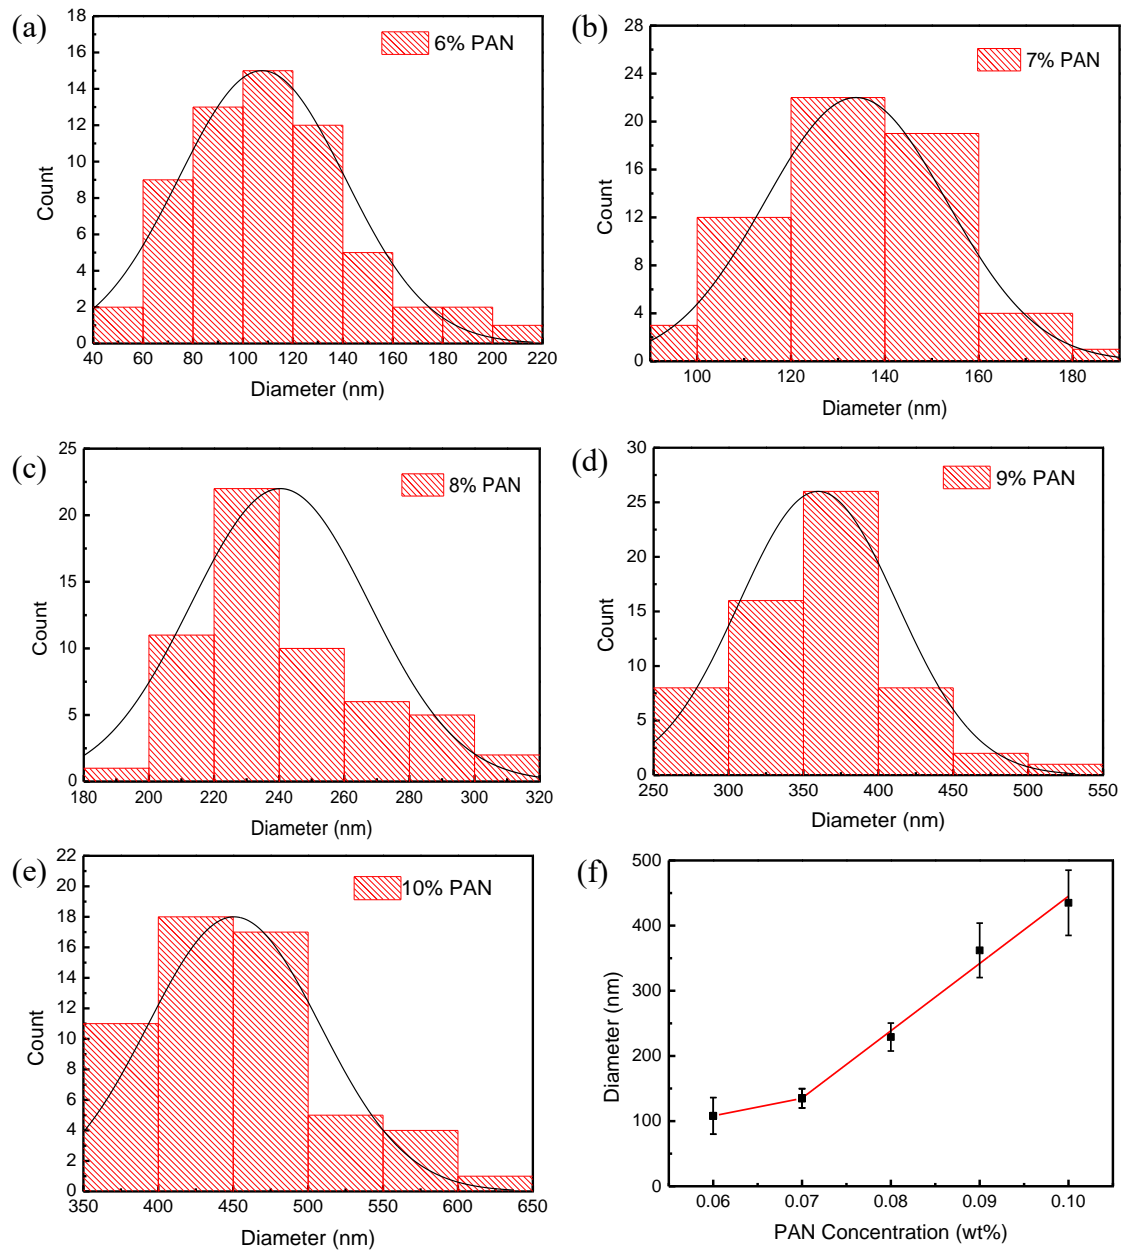 (a)
6% PAN
18
16
14
12
10
8
6
4
2
0
Count
40 60 80 100 120 140 160 180 200 220
Diameter (nm)
(b)
7% PAN
28
24
20
16
12
8
4
0
Count
100 120 140 160 180
Diameter (nm)
(c)
8% PAN
25
20
15
10
5
0
Count
180 200 220 240 260 280 300 320
Diameter (nm)
(d)
9% PAN
30
25
20
15
10
5
0
Count
250 300 350 400 450 500 550
Diameter (nm)
(e)
10% PAN
22
20
18
16
14
12
10
8
6
4
2
0
Count
350 400 450 500 550 600 650
Diameter (nm)
(f)
500
400
300
200
100
0
Diameter (nm)
0.06 0.07 0.08 0.09 0.10
PAN Concentration (wt%)